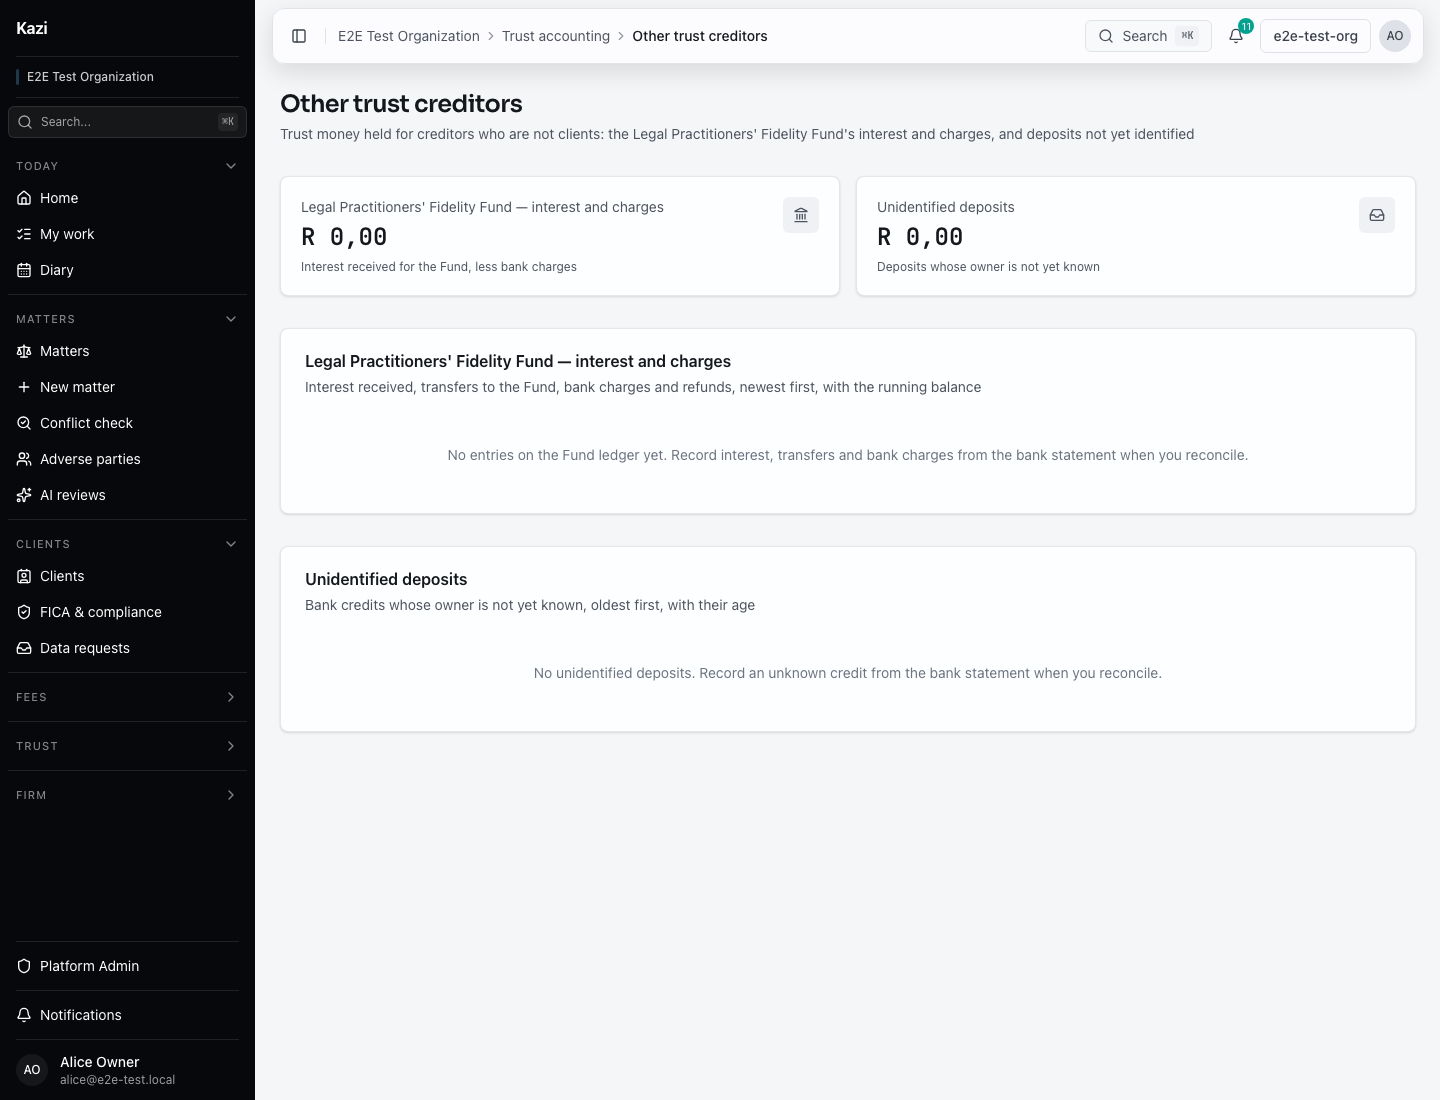 Kazi
E2E Test Organization
Search... ⌘K
TODAY
Home
My work
Diary
MATTERS
Matters
New matter
Conflict check
Adverse parties
AI reviews
CLIENTS
Clients
FICA & compliance
Data requests
FEES
TRUST
FIRM
Platform Admin
Notifications
AO
Alice Owner
alice@e2e-test.local
E2E Test Organization > Trust accounting > Other trust creditors
Search ⌘K
11
e2e-test-org
AO
Other trust creditors
Trust money held for creditors who are not clients: the Legal Practitioners' Fidelity Fund's interest and charges, and deposits not yet identified
Legal Practitioners' Fidelity Fund — interest and charges
R 0,00
Interest received for the Fund, less bank charges
Unidentified deposits
R 0,00
Deposits whose owner is not yet known
Legal Practitioners' Fidelity Fund — interest and charges
Interest received, transfers to the Fund, bank charges and refunds, newest first, with the running balance
No entries on the Fund ledger yet. Record interest, transfers and bank charges from the bank statement when you reconcile.
Unidentified deposits
Bank credits whose owner is not yet known, oldest first, with their age
No unidentified deposits. Record an unknown credit from the bank statement when you reconcile.